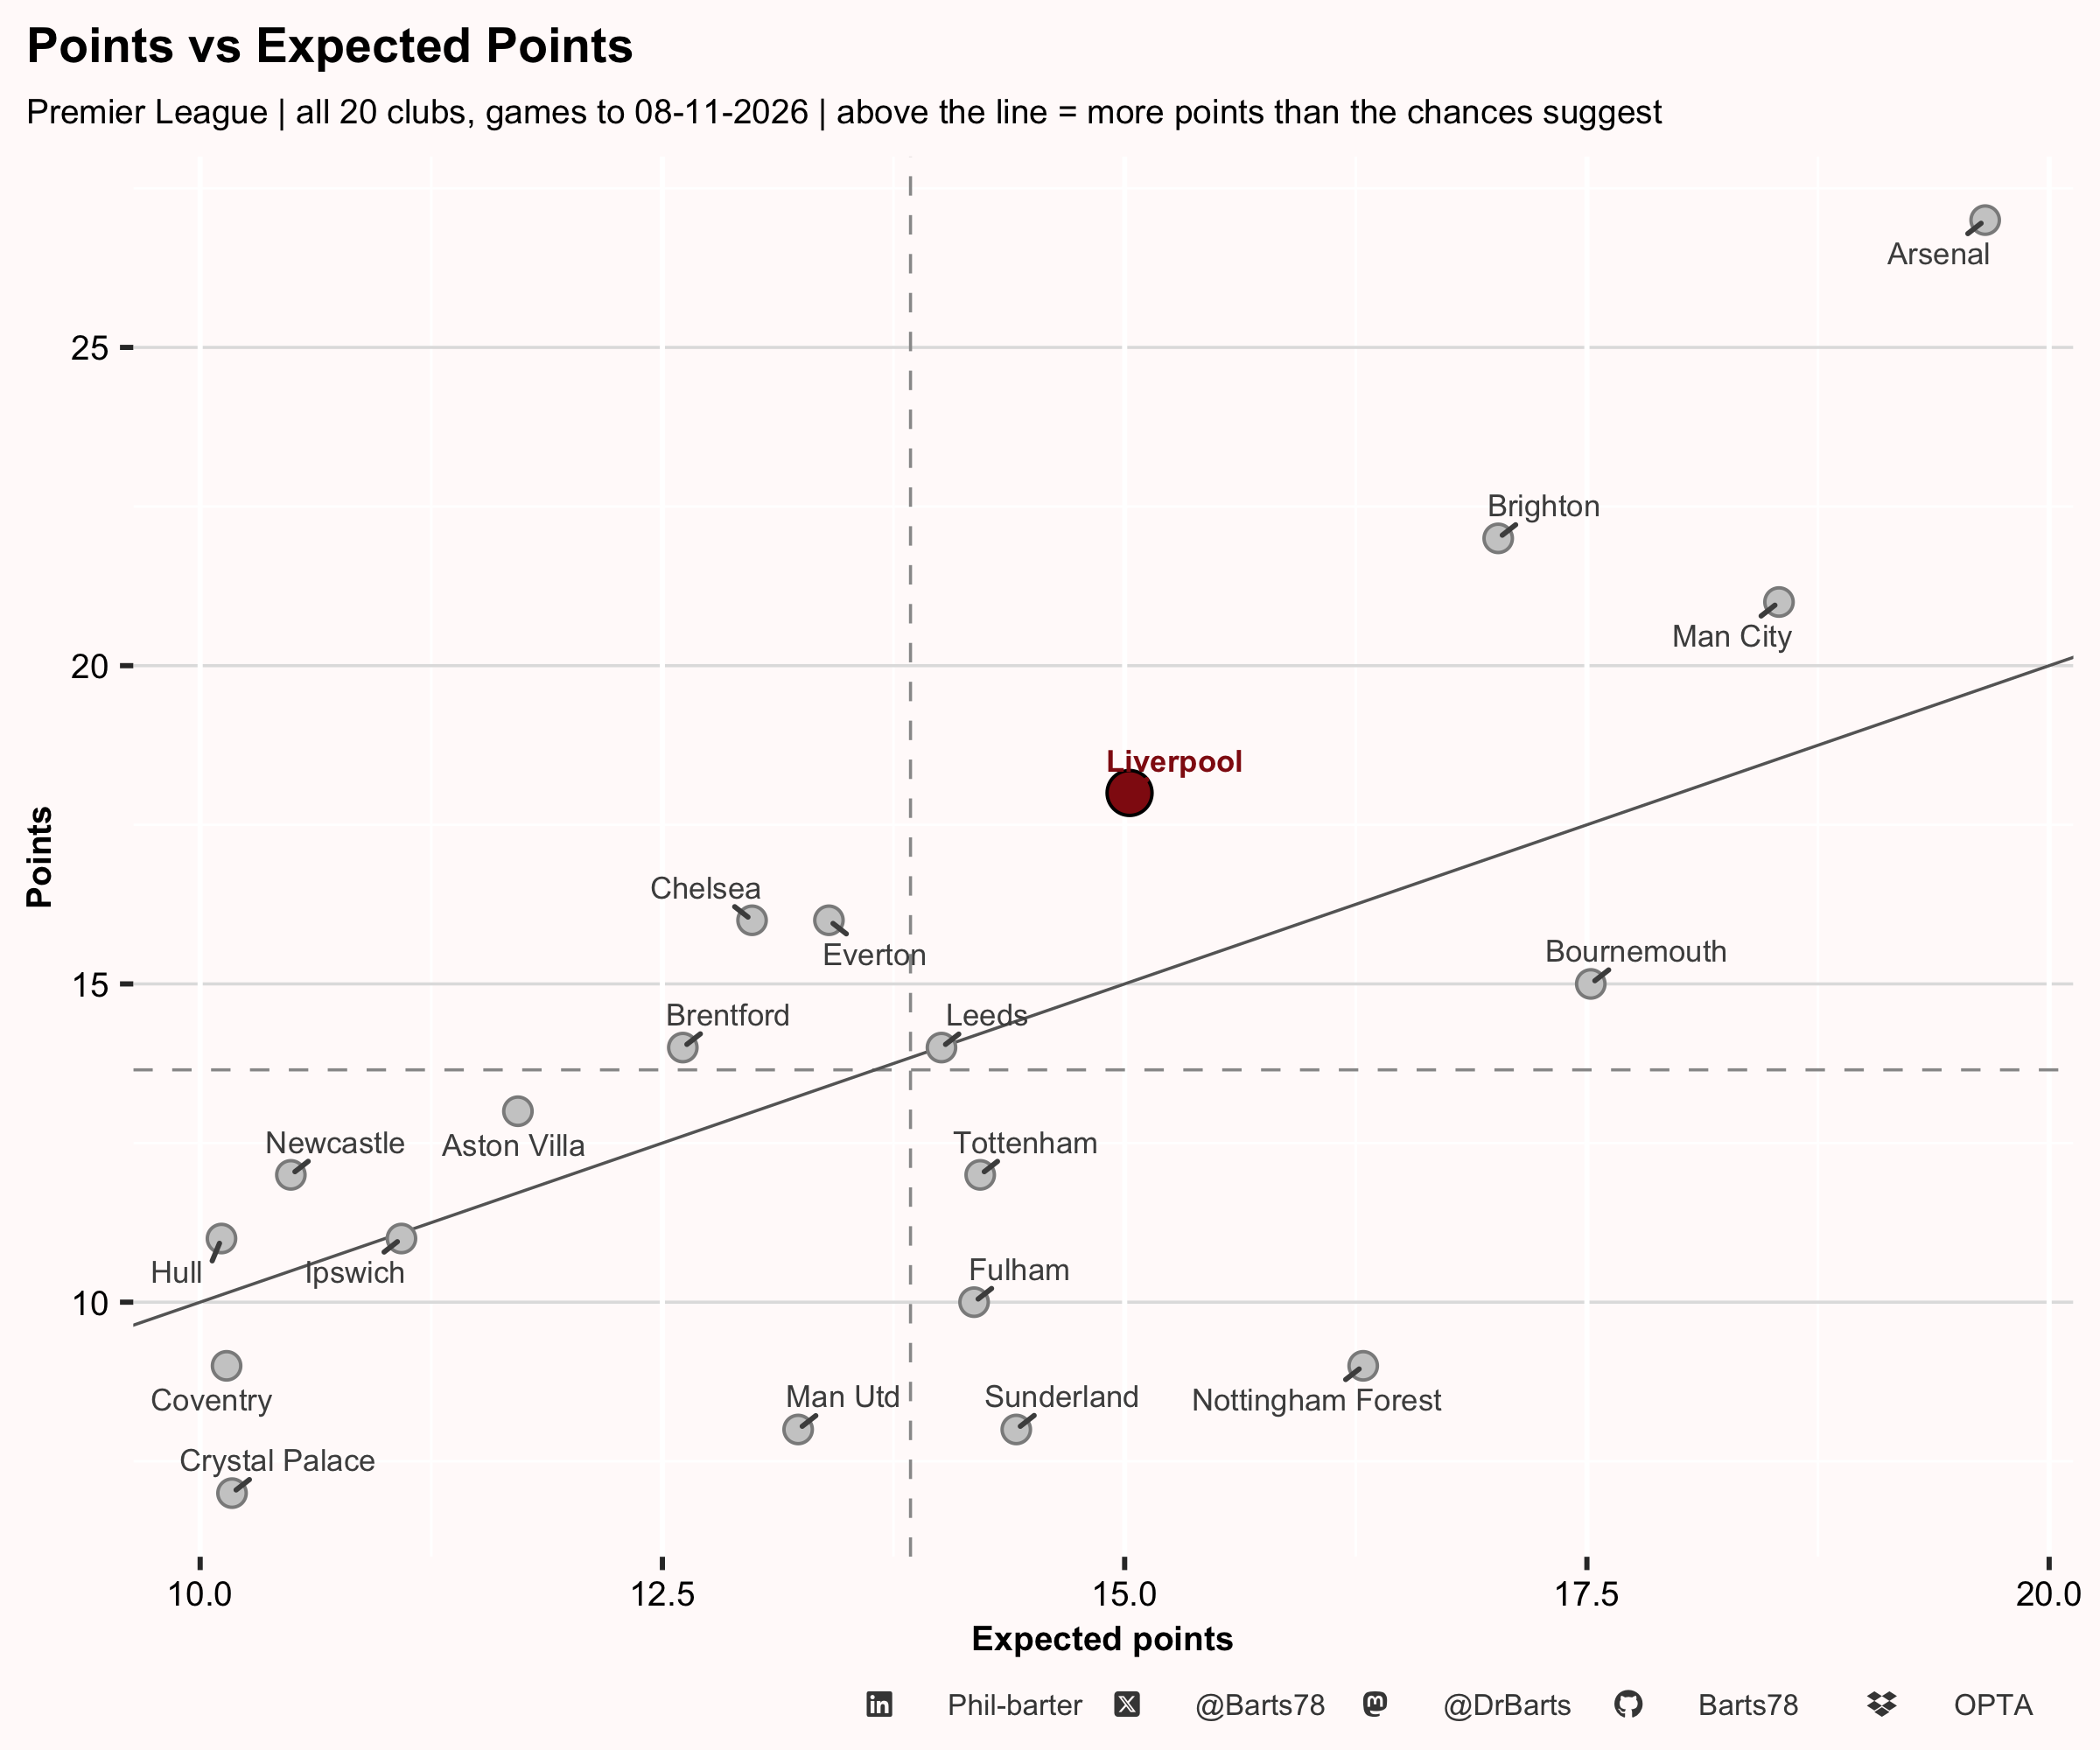 Points vs Expected Points
Premier League | all 20 clubs, games to 08-11-2026 | above the line = more points than the chances suggest
Arsenal
25
Brighton
Man City
20
Liverpool
Points
Chelsea
Everton
Bournemouth
15
Brentford
Leeds
Newcastle
Aston Villa
Tottenham
Hull
Ipswich
Fulham
10
Coventry
Man Utd
Sunderland
Nottingham Forest
Crystal Palace
10.0 12.5 15.0 17.5 20.0
Expected points
Phil-barter @Barts78 @DrBarts Barts78 OPTA